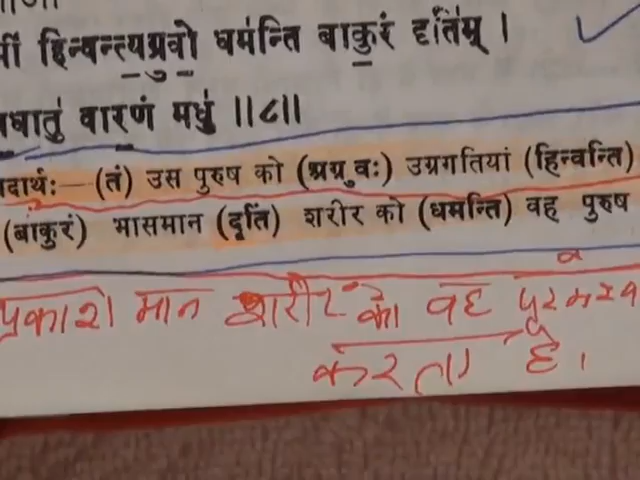 हिन्वन्त्यग्रुवो धमन्ति बाकुरं दृतिम् ।
वारणं मधु ॥८॥
पदार्थः— (तं) उस पुरुष को (अग्रुवः) उग्रगतियां (हिन्वन्ति)
(बाकुरं) भासमान (दृतिं) शरीर को (धमन्ति) वह पुरुष
प्रकाशमान शरीर को वह
करता है।